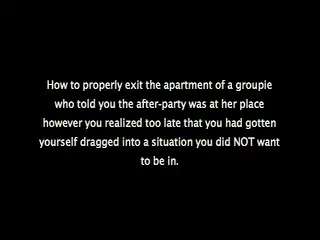 How to properly exit the apartment of a groupie
who told you the after-party was at her place
however you realized too late that you had gotten
yourself dragged into a situation you did NOT want
to be in.